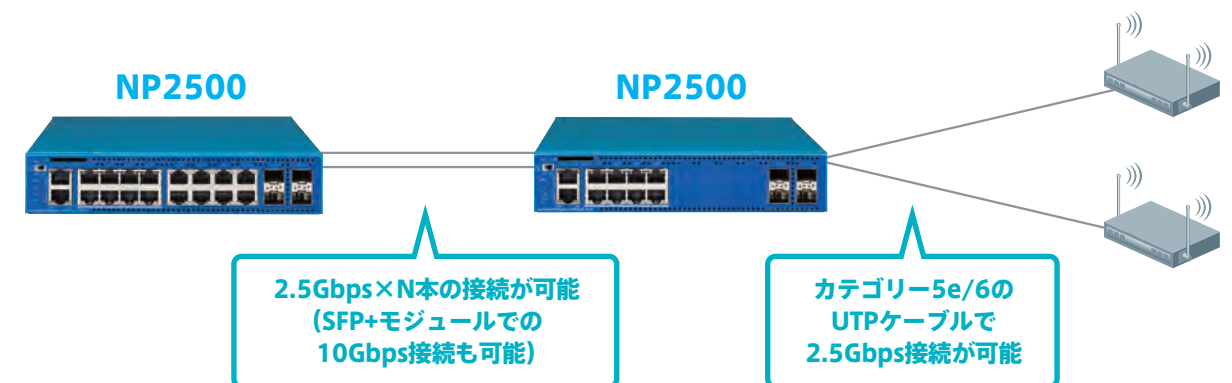 NP2500
NP2500
2.5Gbps×N本の接続が可能
（SFP+モジュールでの
10Gbps接続も可能）
カテゴリー5e/6の
UTPケーブルで
2.5Gbps接続が可能